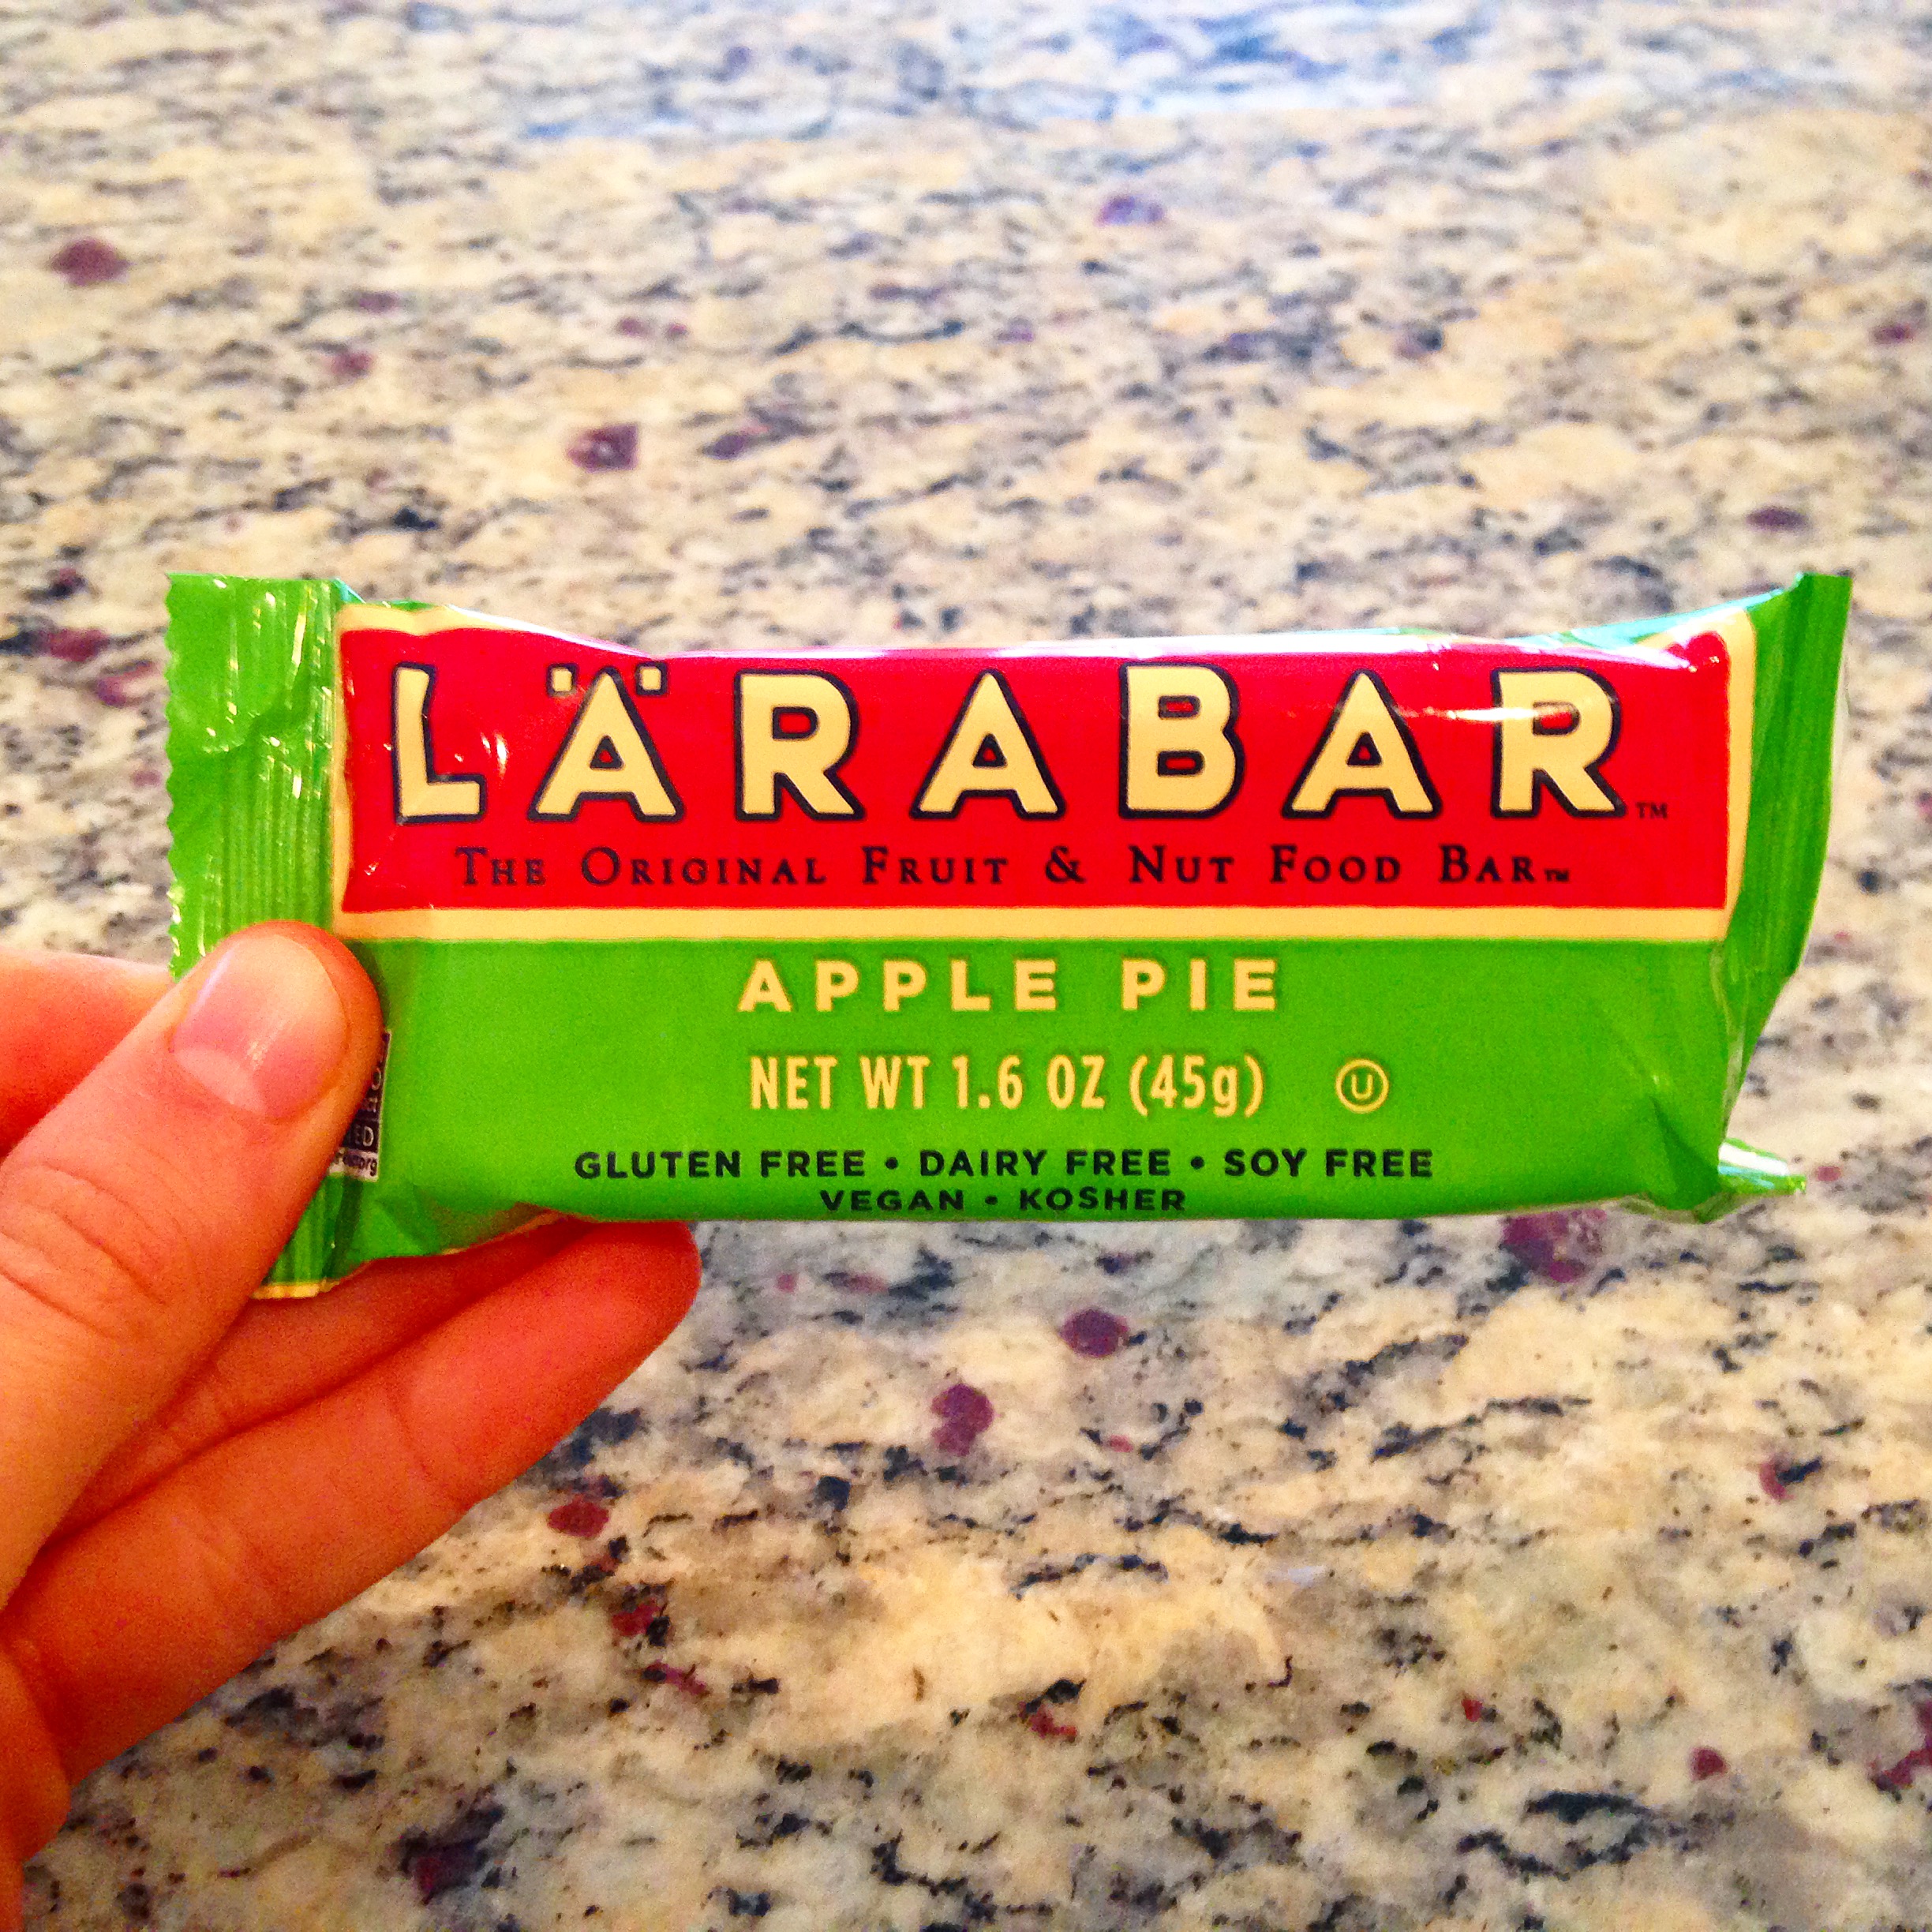 LÄRABAR™
THE ORIGINAL FRUIT & NUT FOOD BAR™
APPLE PIE
NET WT 1.6 OZ (45g) Ⓤ
GLUTEN FREE • DAIRY FREE • SOY FREE
VEGAN • KOSHER